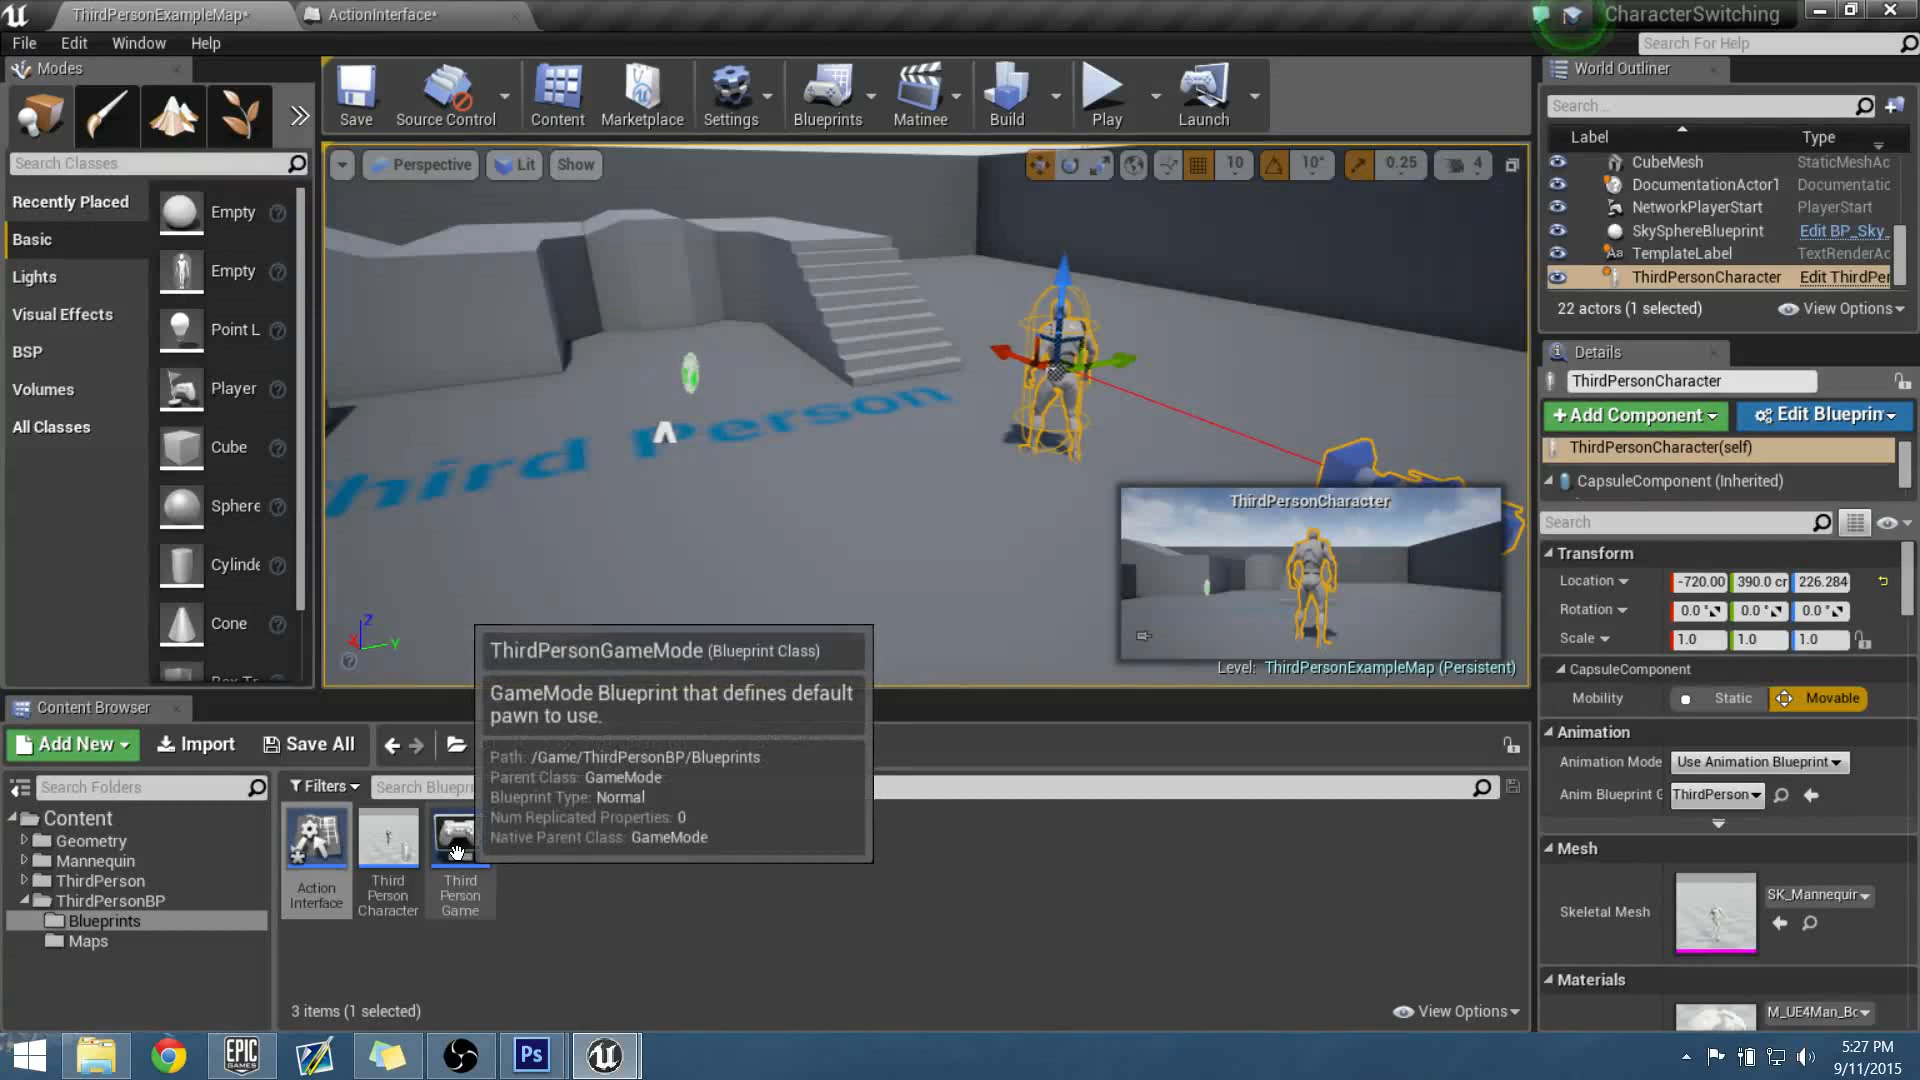 ThirdPersonExampleMap*
ActionInterface*
CharacterSwitching
File Edit Window Help
Search For Help
Modes
Search Classes
Recently Placed
Basic
Lights
Visual Effects
BSP
Volumes
All Classes
Empty
Empty
Point L
Player
Cube
Sphere
Cylinde
Cone
Save
Source Control
Content
Marketplace
Settings
Blueprints
Matinee
Build
Play
Launch
Perspective
Lit
Show
10
10°
0.25
4
Third Person
ThirdPersonCharacter
Level: ThirdPersonExampleMap (Persistent)
Z
X
Y
World Outliner
Search...
Label Type
CubeMesh StaticMeshAc
DocumentationActor1 Documentatic
NetworkPlayerStart PlayerStart
SkySphereBlueprint Edit BP_Sky_
TemplateLabel TextRenderAc
ThirdPersonCharacter Edit ThirdPer
22 actors (1 selected)
View Options
Details
ThirdPersonCharacter
+Add Component
Edit Blueprin
ThirdPersonCharacter(self)
CapsuleComponent (Inherited)
Search
Transform
Location -720.00 390.0 cr 226.284
Rotation 0.0 ° 0.0 ° 0.0 °
Scale 1.0 1.0 1.0
CapsuleComponent
Mobility Static Movable
Animation
Animation Mode Use Animation Blueprint
Anim Blueprint G ThirdPerson
Mesh
Skeletal Mesh
SK_Mannequir
Materials
M_UE4Man_Bc
Content Browser
Add New
Import
Save All
Search Folders
Filters
Search Bluepr
Content
Geometry
Mannequin
ThirdPerson
ThirdPersonBP
Blueprints
Maps
Action
Interface
Third
Person
Character
Third
Person
Game
ThirdPersonGameMode (Blueprint Class)
GameMode Blueprint that defines default
pawn to use.
Path: /Game/ThirdPersonBP/Blueprints
Parent Class: GameMode
Blueprint Type: Normal
Num Replicated Properties: 0
Native Parent Class: GameMode
3 items (1 selected)
View Options
EPIC
GAMES
Ps
5:27 PM
9/11/2015